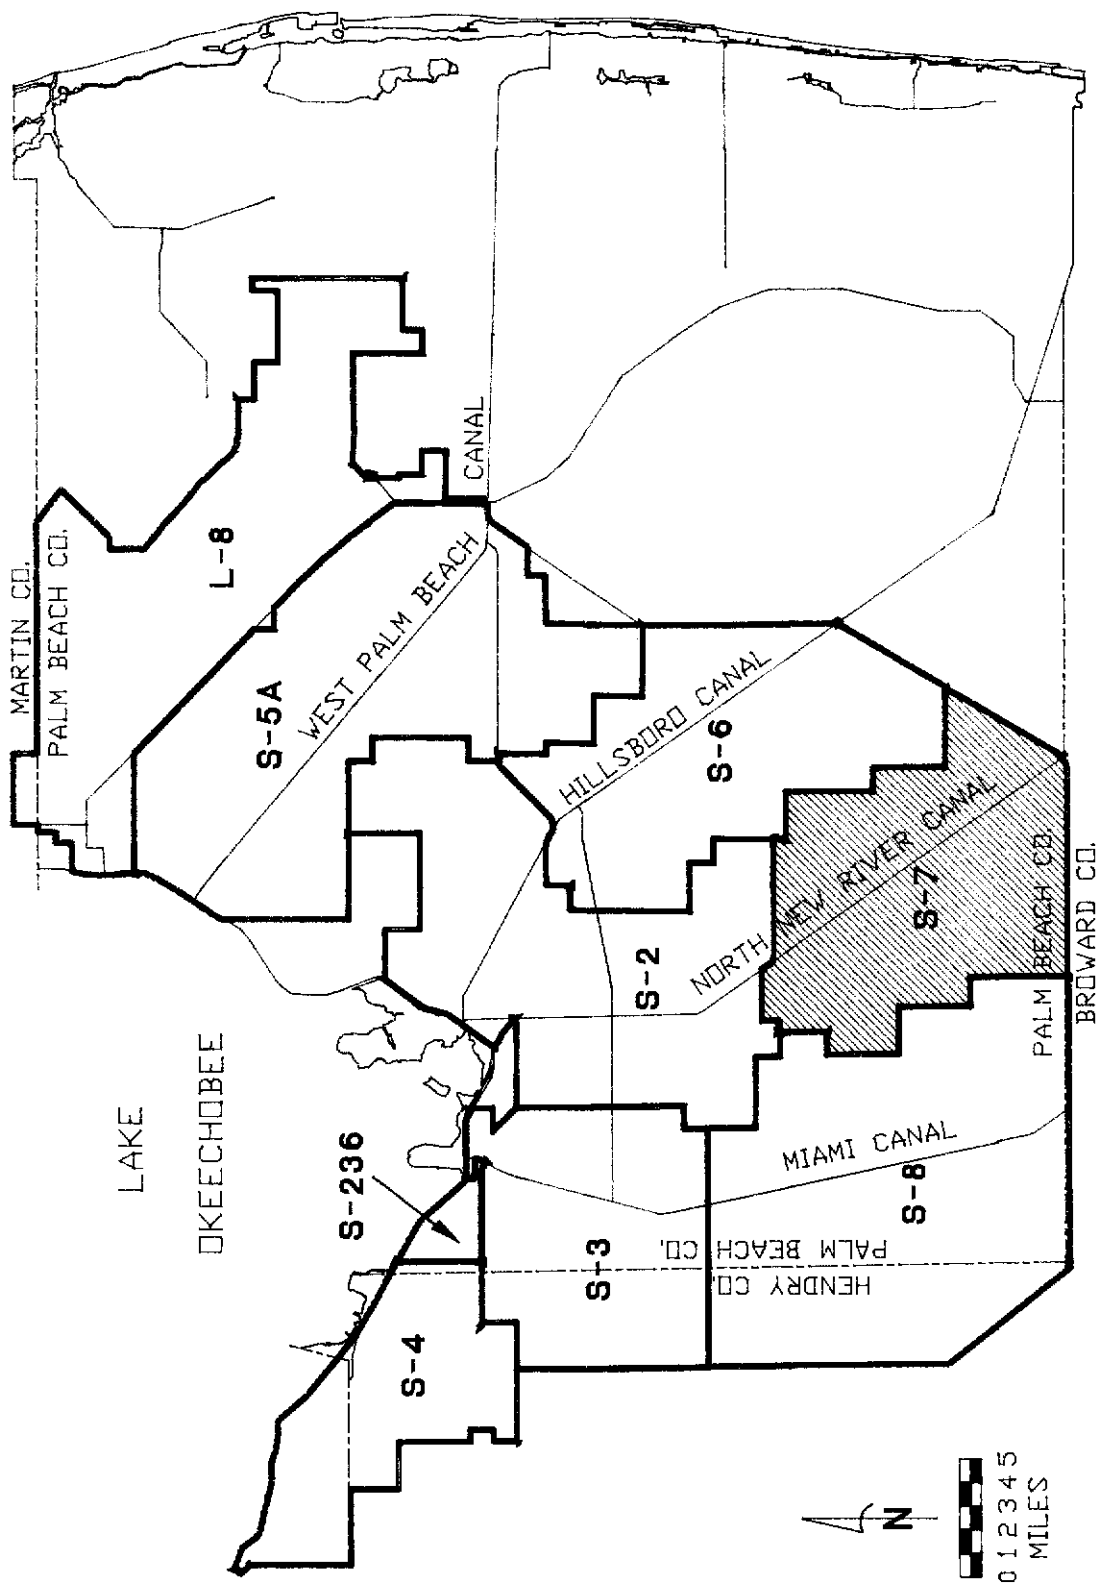 MARTIN CO.
PALM BEACH CO.
L-8
S-5A
WEST PALM BEACH
CANAL
LAKE
OKEECHOBEE
S-236
HILLSBORO CANAL
S-6
S-2
NORTH NEW RIVER CANAL
S-7
S-4
S-3
HENDRY CO.
PALM BEACH CO.
MIAMI CANAL
S-8
PALM BEACH CO.
BROWARD CO.
N
0 1 2 3 4 5
MILES